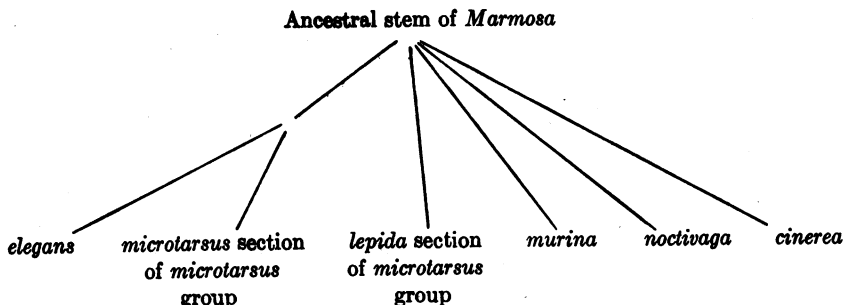 Ancestral stem of Marmosa
elegans
microtarsus section
of microtarsus
group
lepida section
of microtarsus
group
murina
noctivaga
cinerea